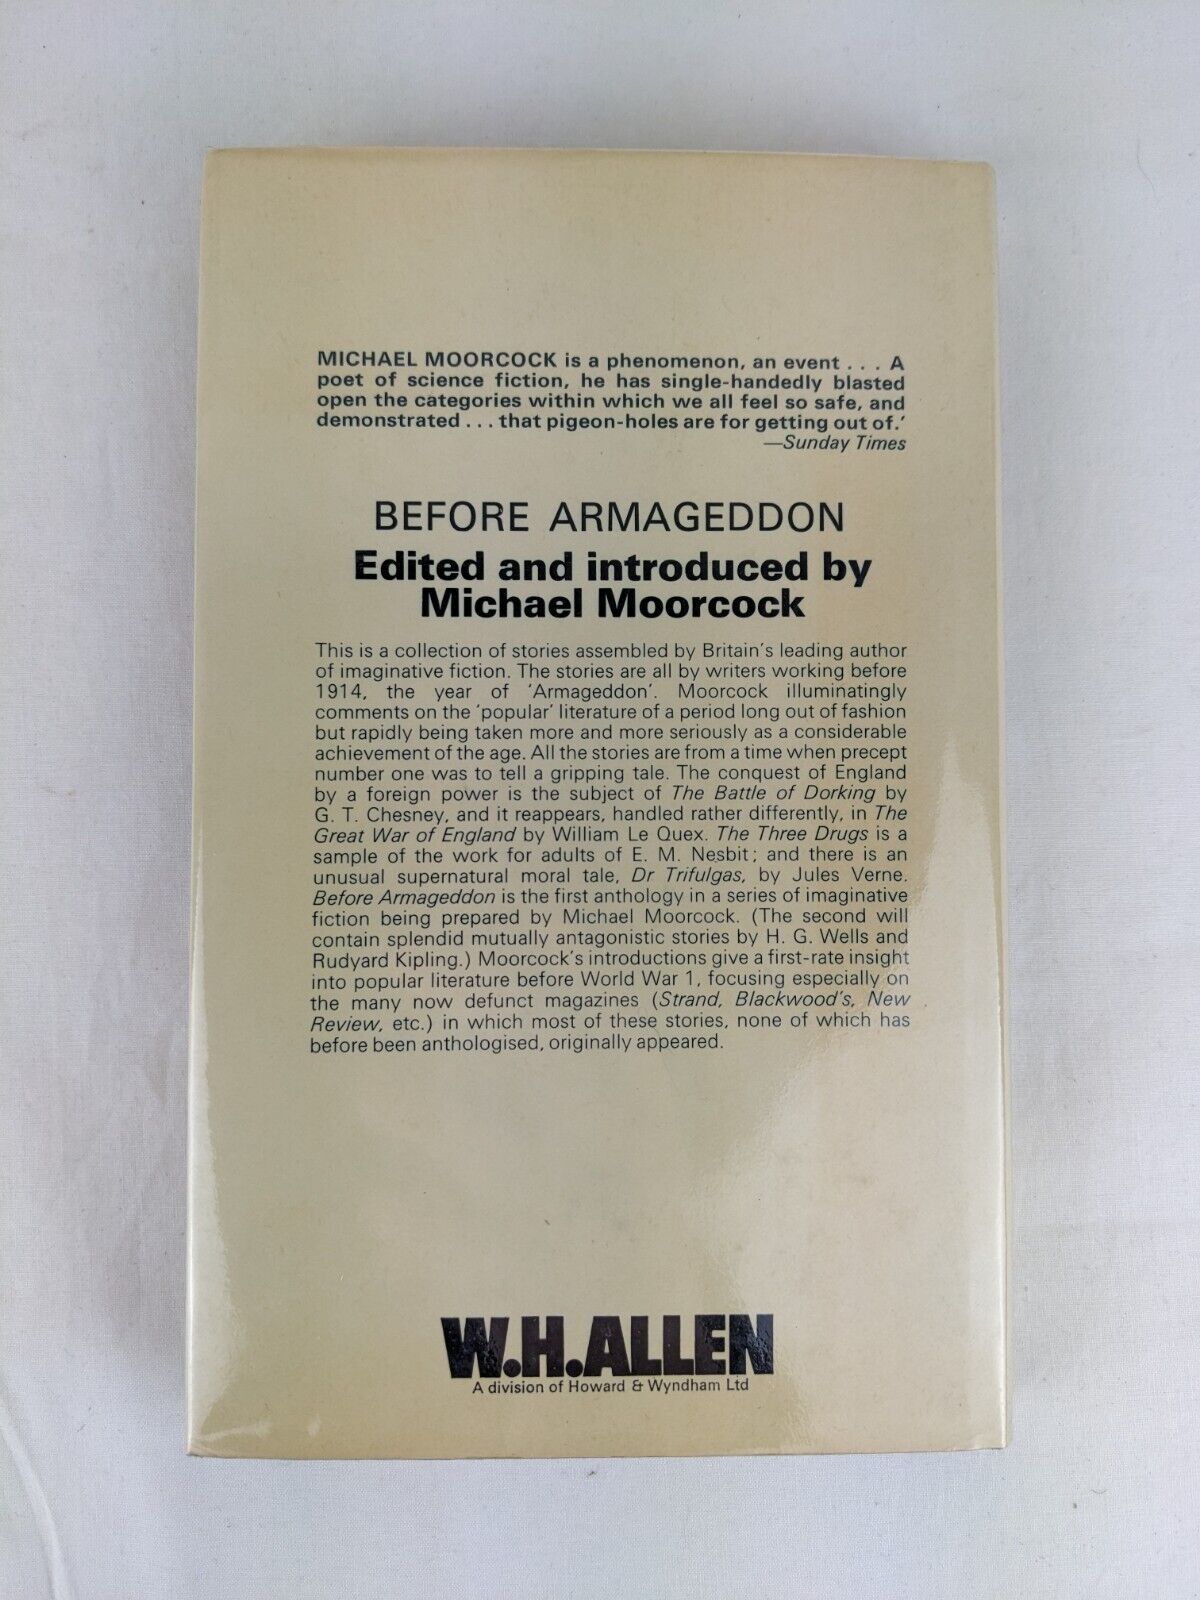 MICHAEL MOORCOCK is a phenomenon, an event . . . A
poet of science fiction, he has single-handedly blasted
open the categories within which we all feel so safe, and
demonstrated . . . that pigeon-holes are for getting out of.'
—Sunday Times
BEFORE ARMAGEDDON
Edited and introduced by
Michael Moorcock
This is a collection of stories assembled by Britain's leading author
of imaginative fiction. The stories are all by writers working before
1914, the year of 'Armageddon'. Moorcock illuminatingly
comments on the 'popular' literature of a period long out of fashion
but rapidly being taken more and more seriously as a considerable
achievement of the age. All the stories are from a time when precept
number one was to tell a gripping tale. The conquest of England
by a foreign power is the subject of The Battle of Dorking by
G. T. Chesney, and it reappears, handled rather differently, in The
Great War of England by William Le Quex. The Three Drugs is a
sample of the work for adults of E. M. Nesbit; and there is an
unusual supernatural moral tale, Dr Trifulgas, by Jules Verne.
Before Armageddon is the first anthology in a series of imaginative
fiction being prepared by Michael Moorcock. (The second will
contain splendid mutually antagonistic stories by H. G. Wells and
Rudyard Kipling.) Moorcock's introductions give a first-rate insight
into popular literature before World War 1, focusing especially on
the many now defunct magazines (Strand, Blackwood's, New
Review, etc.) in which most of these stories, none of which has
before been anthologised, originally appeared.
W.H.ALLEN
A division of Howard & Wyndham Ltd